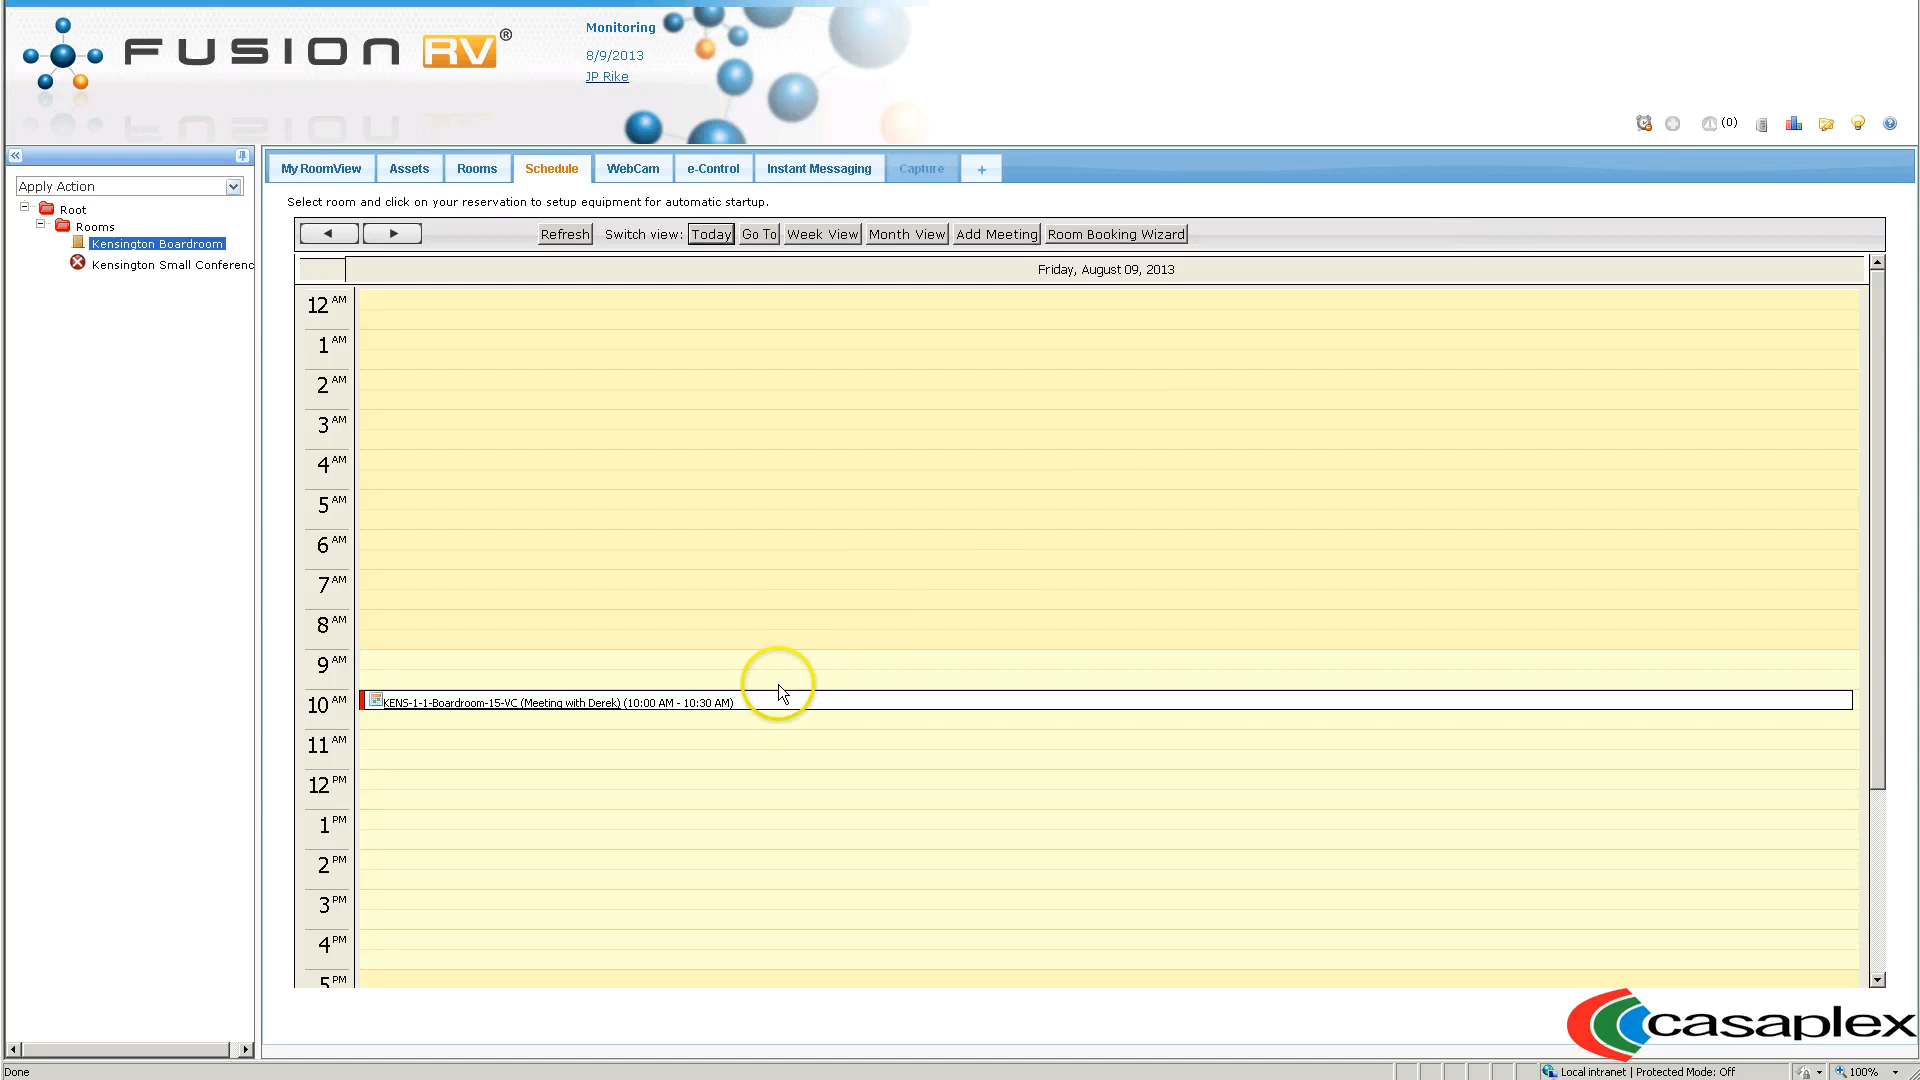 FUSION RV®
Monitoring
8/9/2013
JP Rike
(0)
My RoomView Assets Rooms Schedule WebCam e-Control Instant Messaging Capture +
Apply Action
Select room and click on your reservation to setup equipment for automatic startup.
Root
Rooms
Kensington Boardroom
Kensington Small Conferenc
Refresh Switch view: Today Go To Week View Month View Add Meeting Room Booking Wizard
Friday, August 09, 2013
12 AM
1 AM
2 AM
3 AM
4 AM
5 AM
6 AM
7 AM
8 AM
9 AM
10 AM KENS-1-1-Boardroom-15-VC (Meeting with Derek) (10:00 AM - 10:30 AM)
11 AM
12 PM
1 PM
2 PM
3 PM
4 PM
5 PM
casaplex
Done Local intranet | Protected Mode: Off 100%